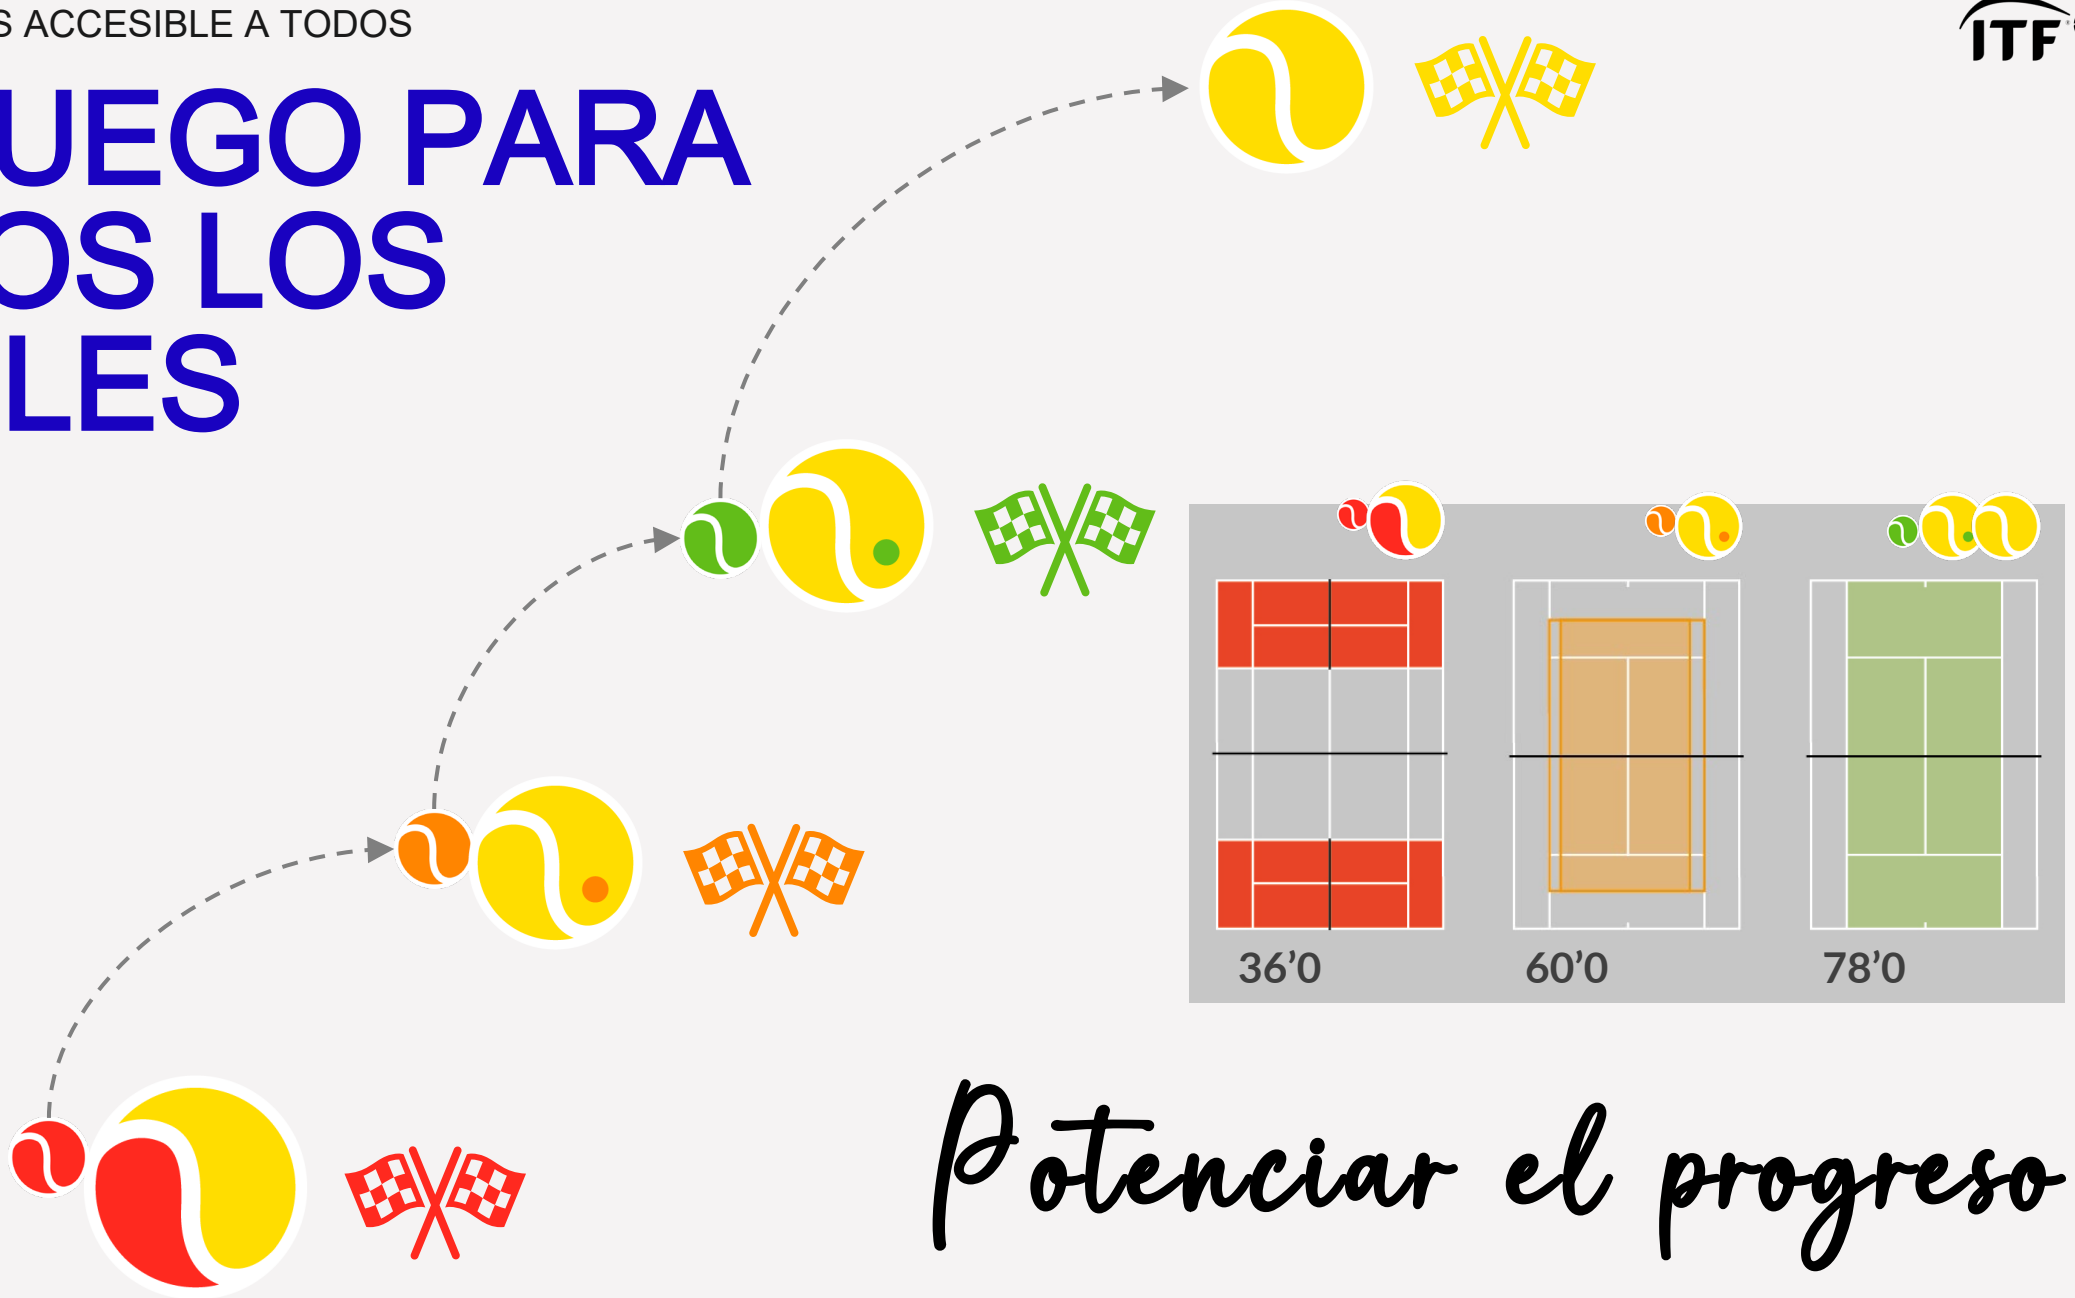 S ACCESIBLE A TODOS
ITF
UEGO PARA
OS LOS
LES
36’0
60’0
78’0
Potenciar el progreso